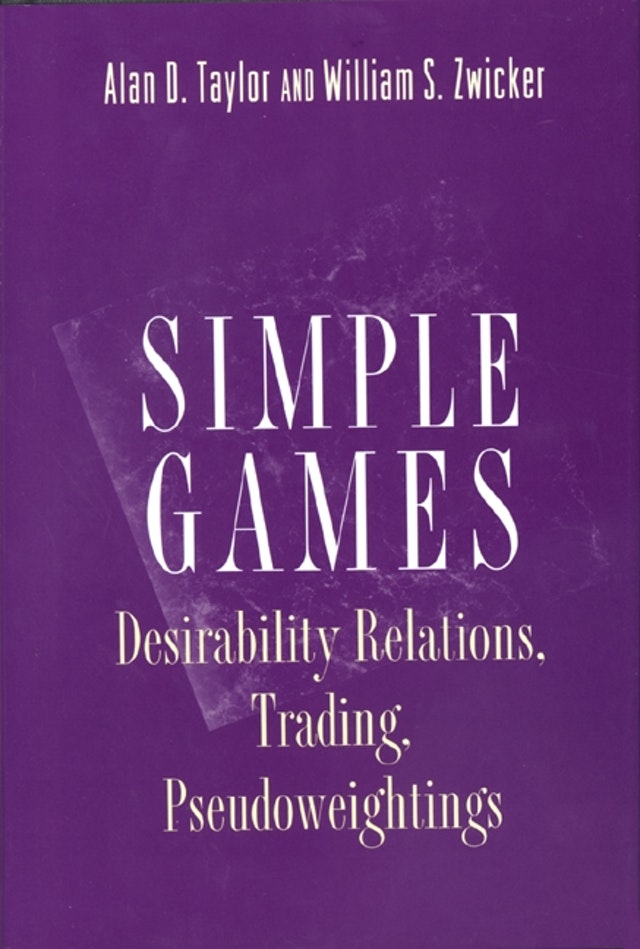 Alan D. Taylor AND William S. Zwicker
SIMPLE
GAMES
Desirability Relations,
Trading,
Pseudoweightings